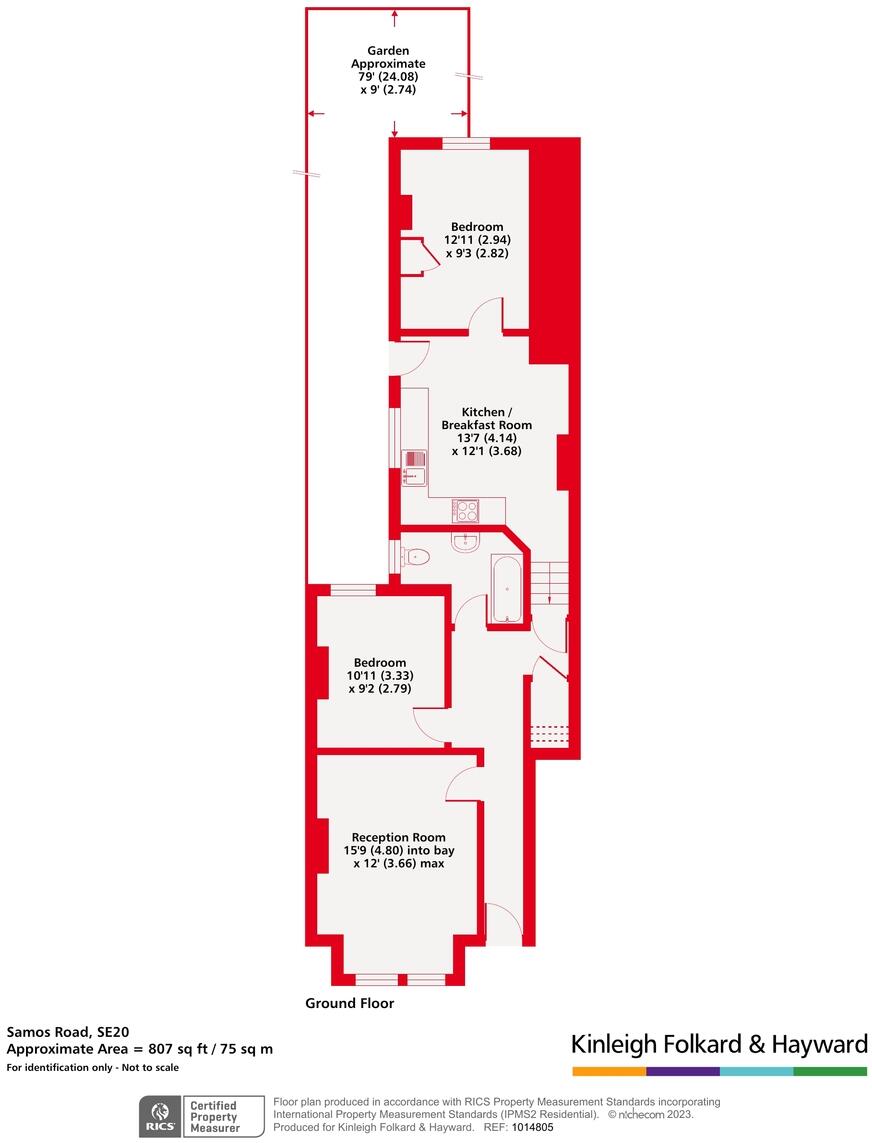 Garden
Approximate
79' (24.08)
x 9' (2.74)
Bedroom
12'11 (2.94)
x 9'3 (2.82)
Kitchen /
Breakfast Room
13'7 (4.14)
x 12'1 (3.68)
Bedroom
10'11 (3.33)
x 9'2 (2.79)
Reception Room
15'9 (4.80) into bay
x 12' (3.66) max
Ground Floor
Samos Road, SE20
Approximate Area = 807 sq ft / 75 sq m
For identification only - Not to scale
Kinleigh Folkard & Hayward
RICS
Certified
Property
Measurer
Floor plan produced in accordance with RICS Property Measurement Standards incorporating
International Property Measurement Standards (IPMS2 Residential). © nichecom 2023.
Produced for Kinleigh Folkard & Hayward. REF: 1014805